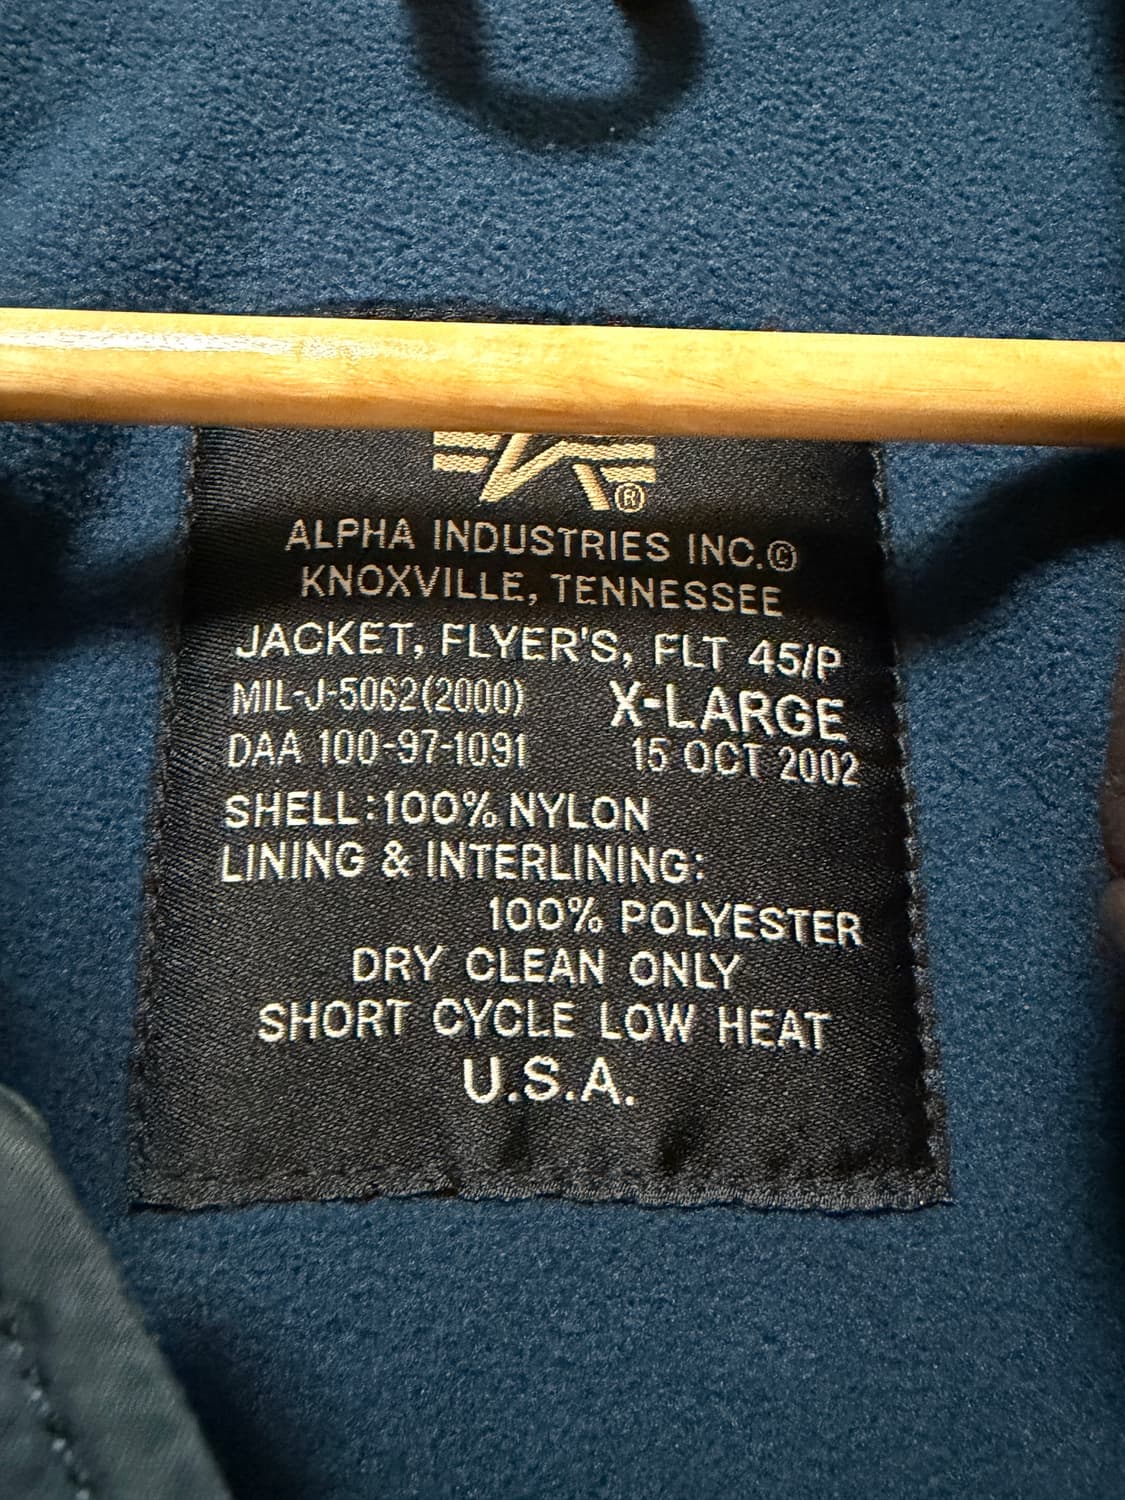 ®
ALPHA INDUSTRIES INC.©
KNOXVILLE, TENNESSEE
JACKET, FLYER'S, FLT 45/P
MIL-J-5062(2000) X-LARGE
DAA 100-97-1091 15 OCT 2002
SHELL:100% NYLON
LINING & INTERLINING:
100% POLYESTER
DRY CLEAN ONLY
SHORT CYCLE LOW HEAT
U.S.A.